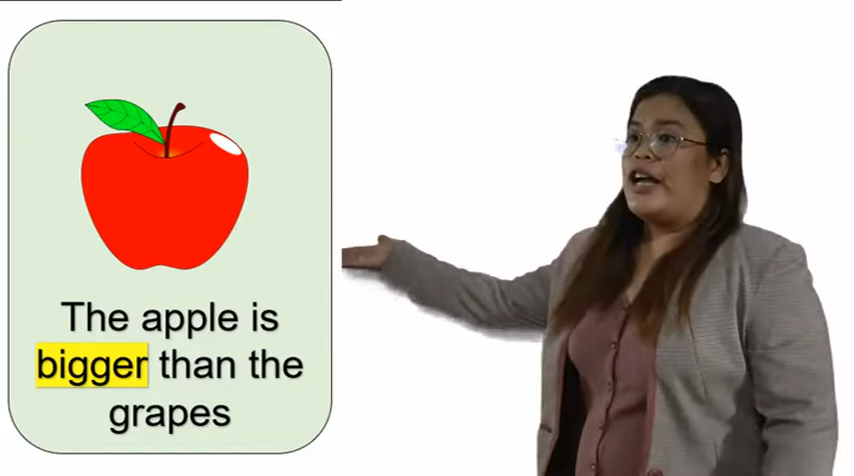 The apple is
bigger than the
grapes